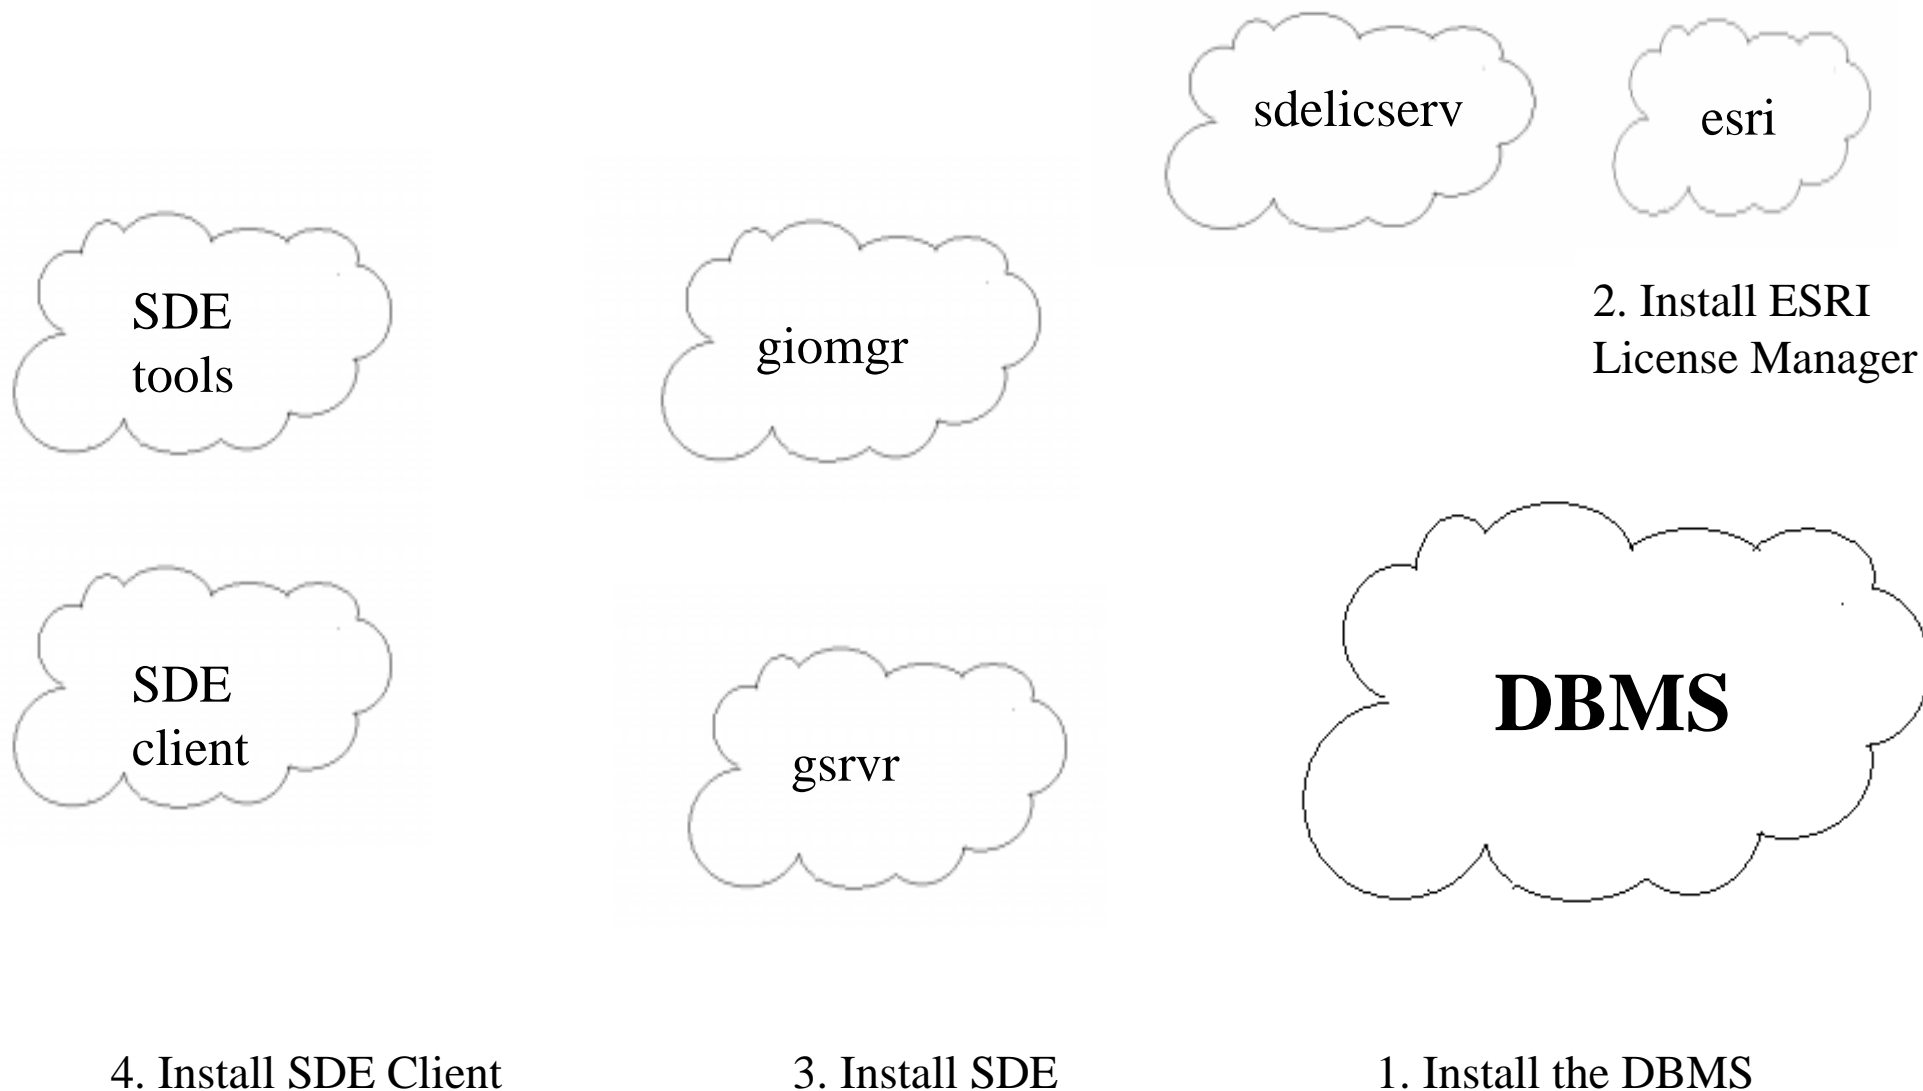 sdelicserv
esri
2. Install ESRI
License Manager
SDE
tools
giomgr
SDE
client
gsrvr
DBMS
4. Install SDE Client
3. Install SDE
1. Install the DBMS